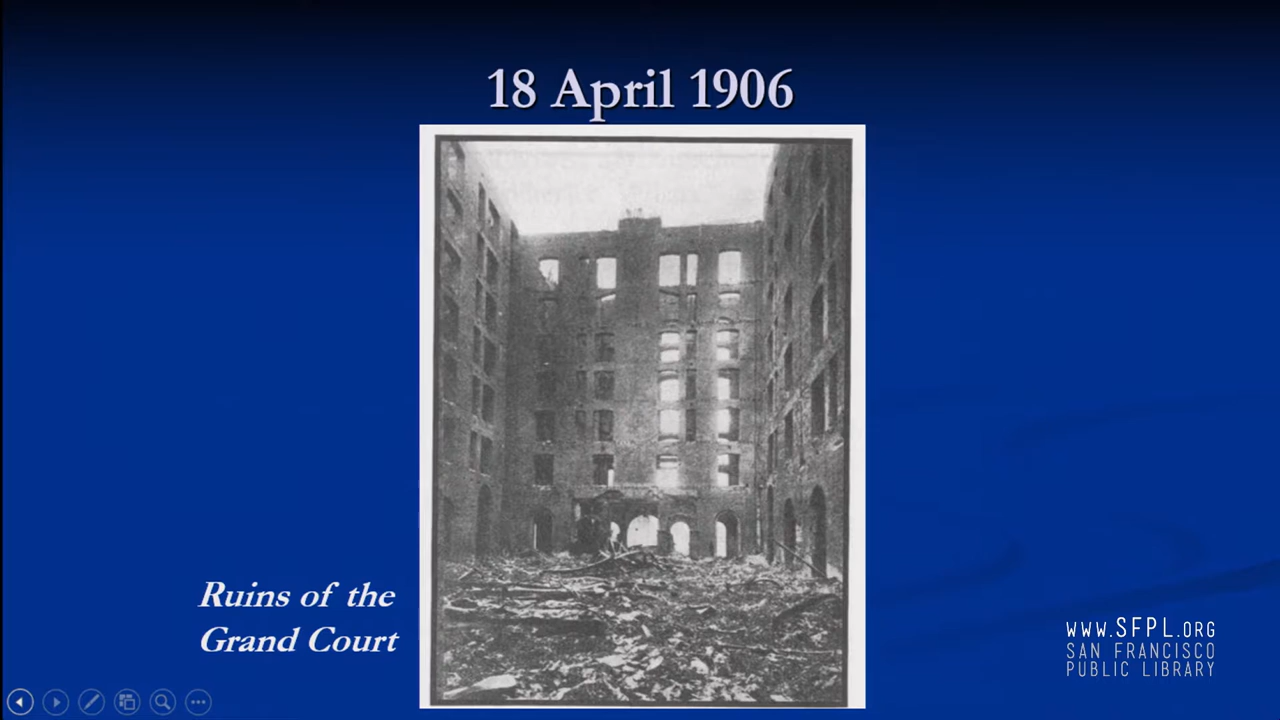 18 April 1906
Ruins of the
Grand Court
WWW.SFPL.ORG
SAN FRANCISCO
PUBLIC LIBRARY